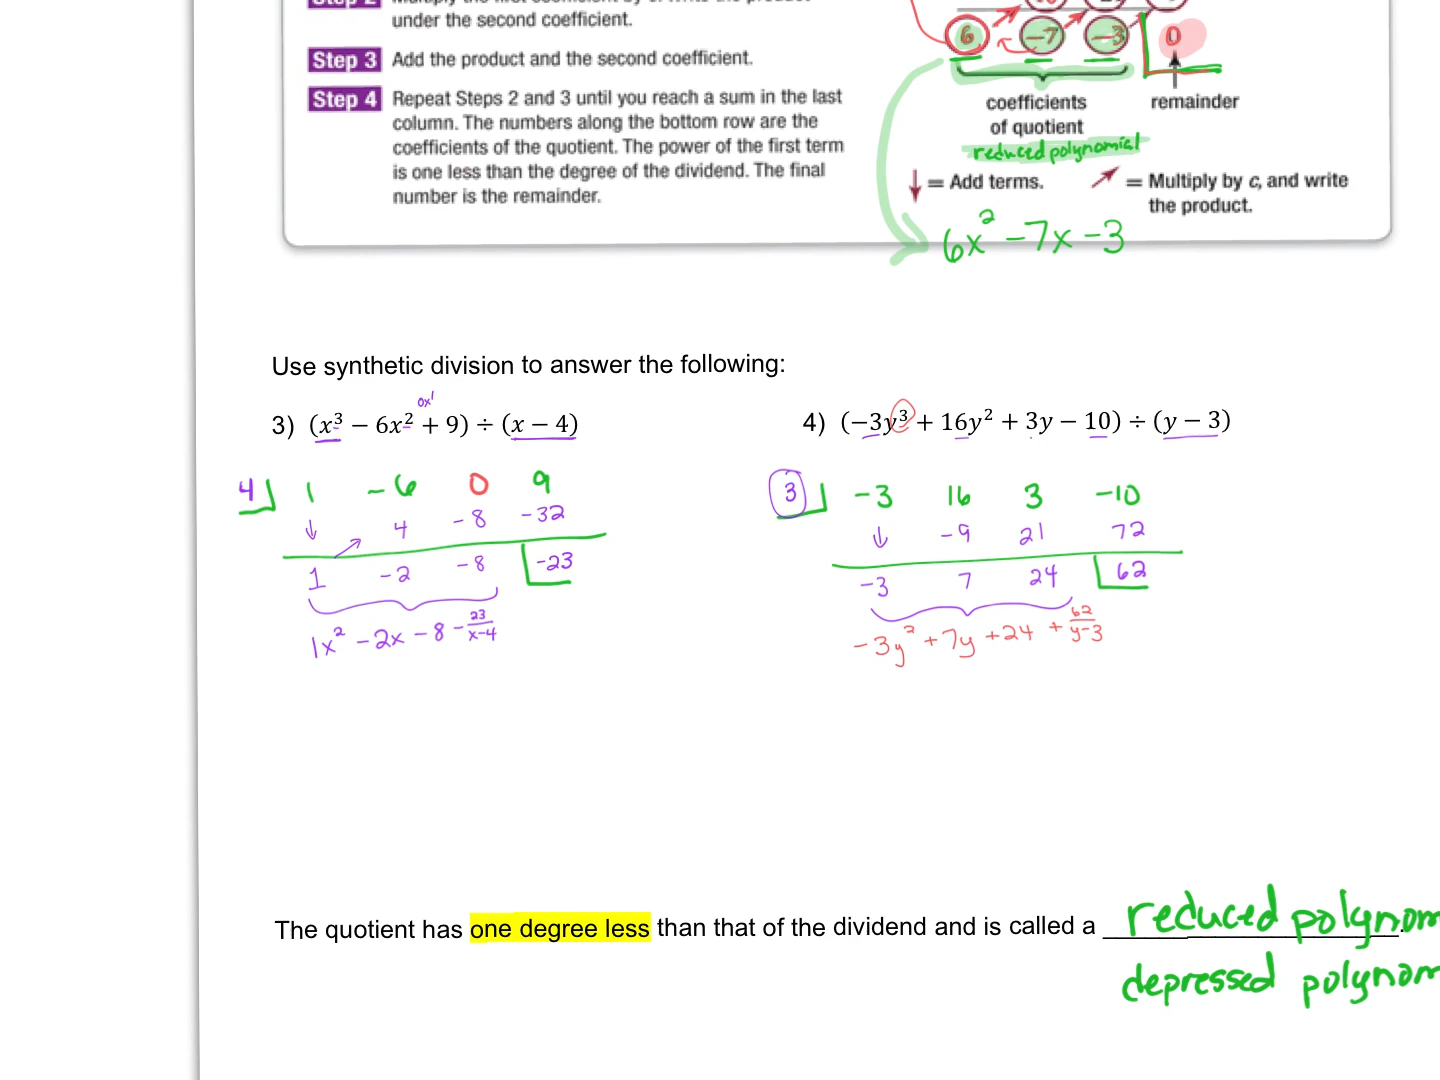 under the second coefficient.
Step 3 Add the product and the second coefficient.
Step 4 Repeat Steps 2 and 3 until you reach a sum in the last
column. The numbers along the bottom row are the
coefficients of the quotient. The power of the first term
is one less than the degree of the dividend. The final
number is the remainder.
6 -7 -3 0
coefficients
of quotient
remainder
reduced polynomial
↓ = Add terms.
↗ = Multiply by c, and write
the product.
6x² -7x -3
Use synthetic division to answer the following:
0x¹
3) (x³ − 6x² + 9) ÷ (x − 4)
4⌋ 1 -6 0 9
↓ 4 -8 -32
1 -2 -8 -23
1x² - 2x - 8 - 23/x-4
4) (−3y³ + 16y² + 3y − 10) ÷ (y − 3)
3⌋ -3 16 3 -10
↓ -9 21 72
-3 7 24 62
-3y² +7y +24 + 62/y-3
The quotient has one degree less than that of the dividend and is called a reduced polynom
depressed polynom